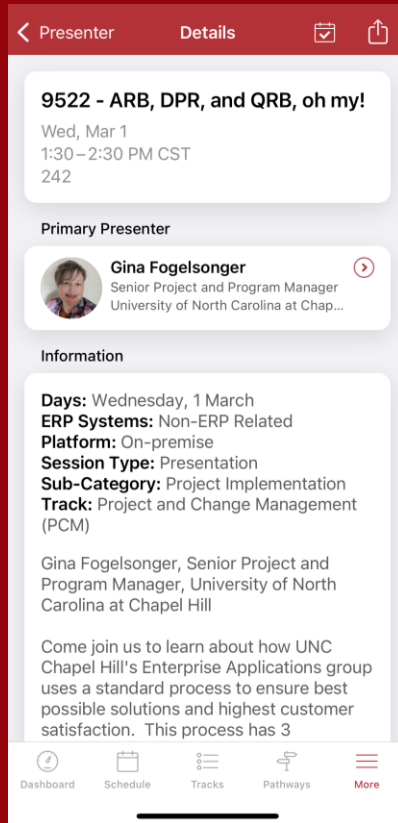 Presenter
Details
9522 - ARB, DPR, and QRB, oh my!
Wed, Mar 1
1:30–2:30 PM CST
242
Primary Presenter
Gina Fogelsonger
Senior Project and Program Manager
University of North Carolina at Chap...
Information
Days: Wednesday, 1 March
ERP Systems: Non-ERP Related
Platform: On-premise
Session Type: Presentation
Sub-Category: Project Implementation
Track: Project and Change Management
(PCM)
Gina Fogelsonger, Senior Project and
Program Manager, University of North
Carolina at Chapel Hill
Come join us to learn about how UNC
Chapel Hill's Enterprise Applications group
uses a standard process to ensure best
possible solutions and highest customer
satisfaction.  This process has 3
Dashboard
Schedule
Tracks
Pathways
More